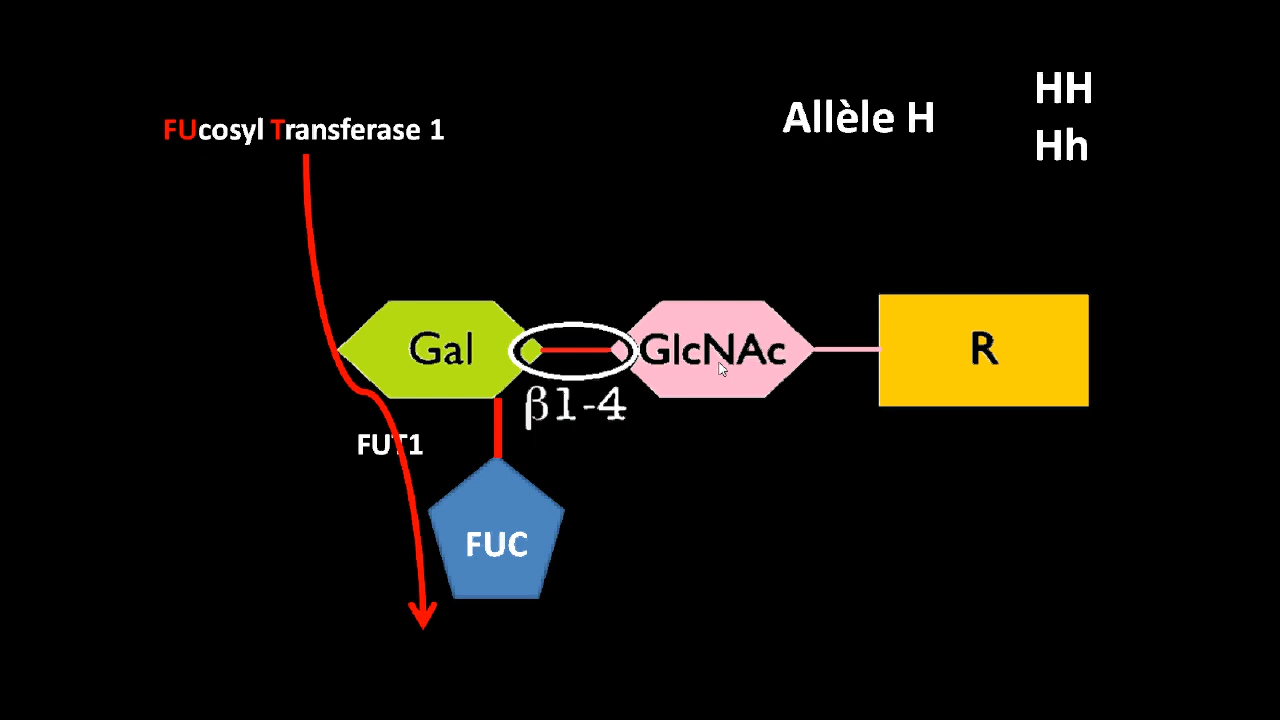 FUcosyl Transferase 1
Allèle H
HH
Hh
Gal
GlcNAc
R
β1-4
FUT1
FUC